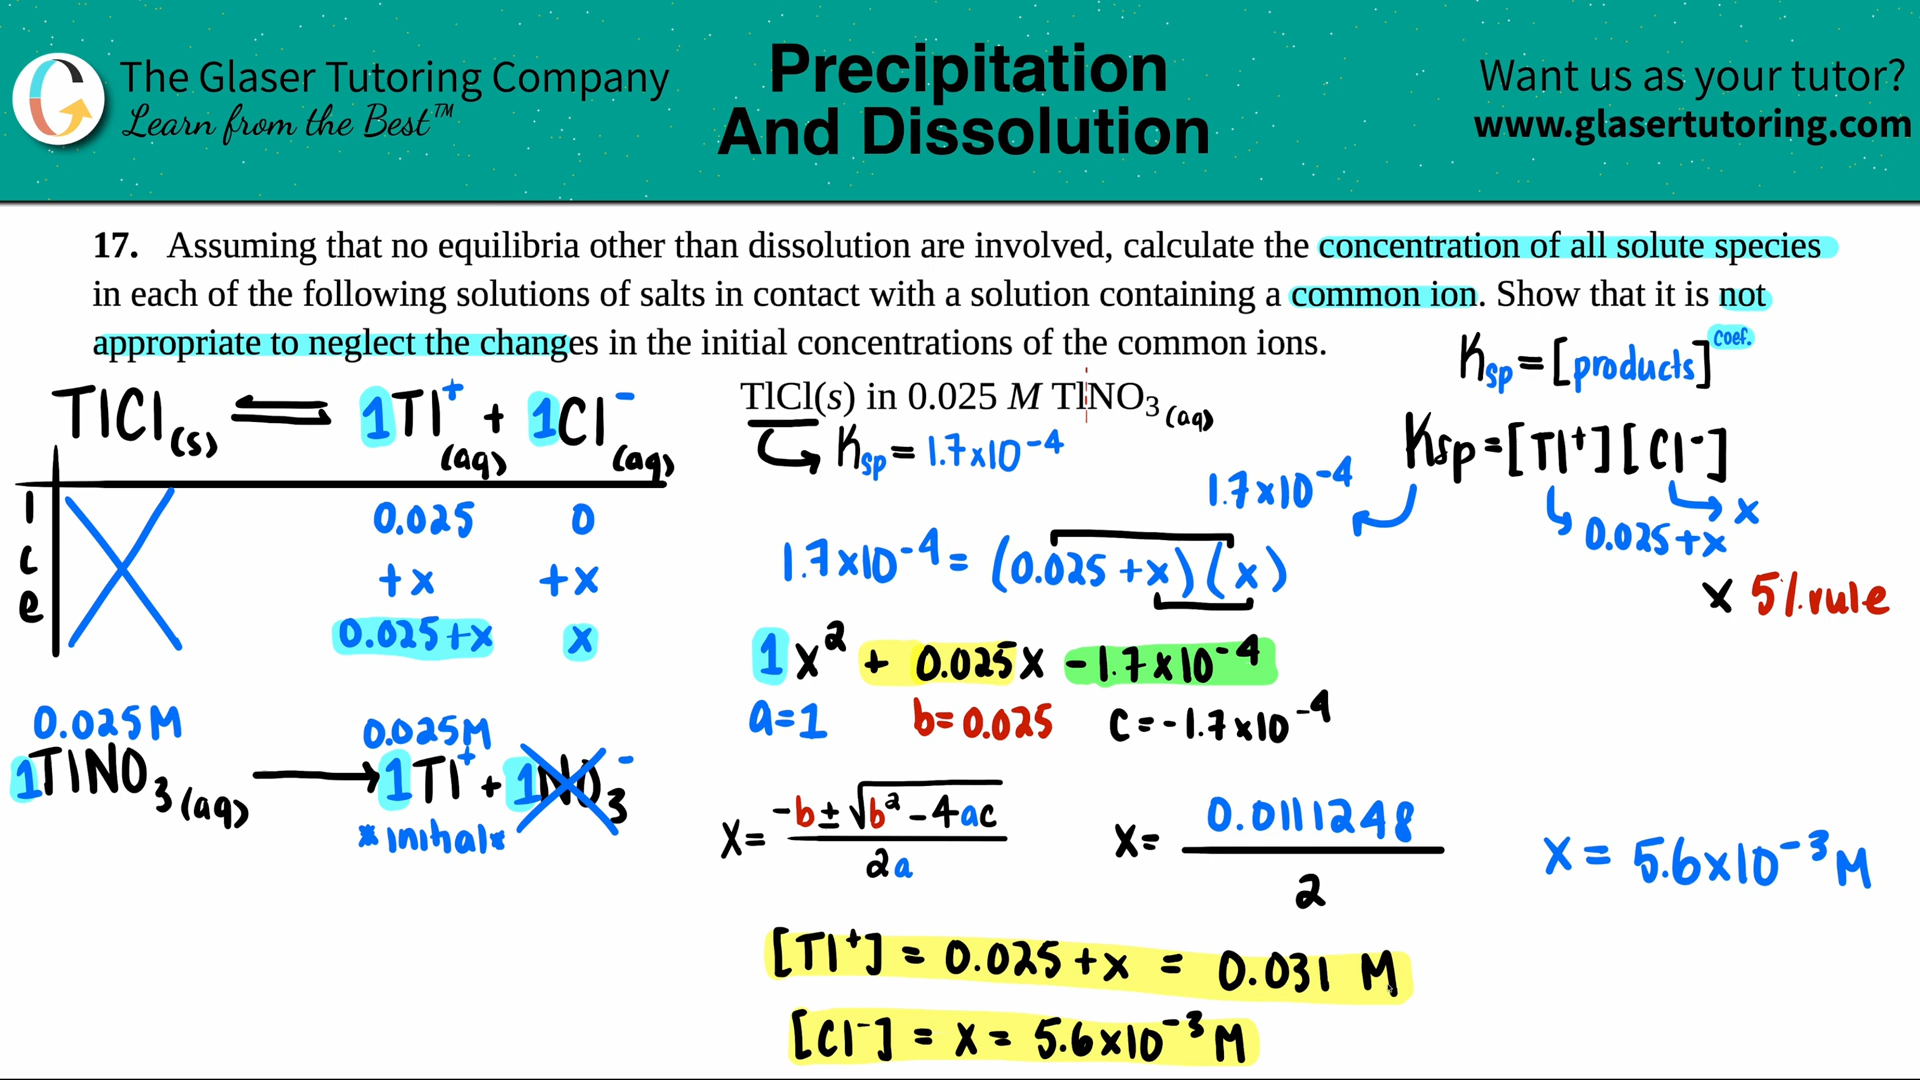 The Glaser Tutoring Company
Learn from the Best™
Precipitation
And Dissolution
Want us as your tutor?
www.glasertutoring.com
17. Assuming that no equilibria other than dissolution are involved, calculate the concentration of all solute species
in each of the following solutions of salts in contact with a solution containing a common ion. Show that it is not
appropriate to neglect the changes in the initial concentrations of the common ions.
TlCl(s) in 0.025 M TlNO₃ (aq)
Ksp = 1.7x10⁻⁴
Ksp = [products]^coef.
Ksp = [Tl⁺][Cl⁻]
1.7x10⁻⁴
x
0.025+x
x 5% rule
TlCl(s) ⇌ 1Tl⁺(aq) + 1Cl⁻(aq)
I 0.025 0
C +x +x
e 0.025+x x
0.025M 0.025M
1TlNO₃(aq) → 1Tl⁺ + 1NO₃⁻
*initial*
1.7x10⁻⁴ = (0.025 + x)(x)
1x² + 0.025x - 1.7x10⁻⁴
a=1 b=0.025 C=-1.7x10⁻⁴
X= -b ± √b² - 4ac
2a
X= 0.0111248
2
X = 5.6x10⁻³ M
[Tl⁺] = 0.025 + x = 0.031 M
[Cl⁻] = x = 5.6x10⁻³ M